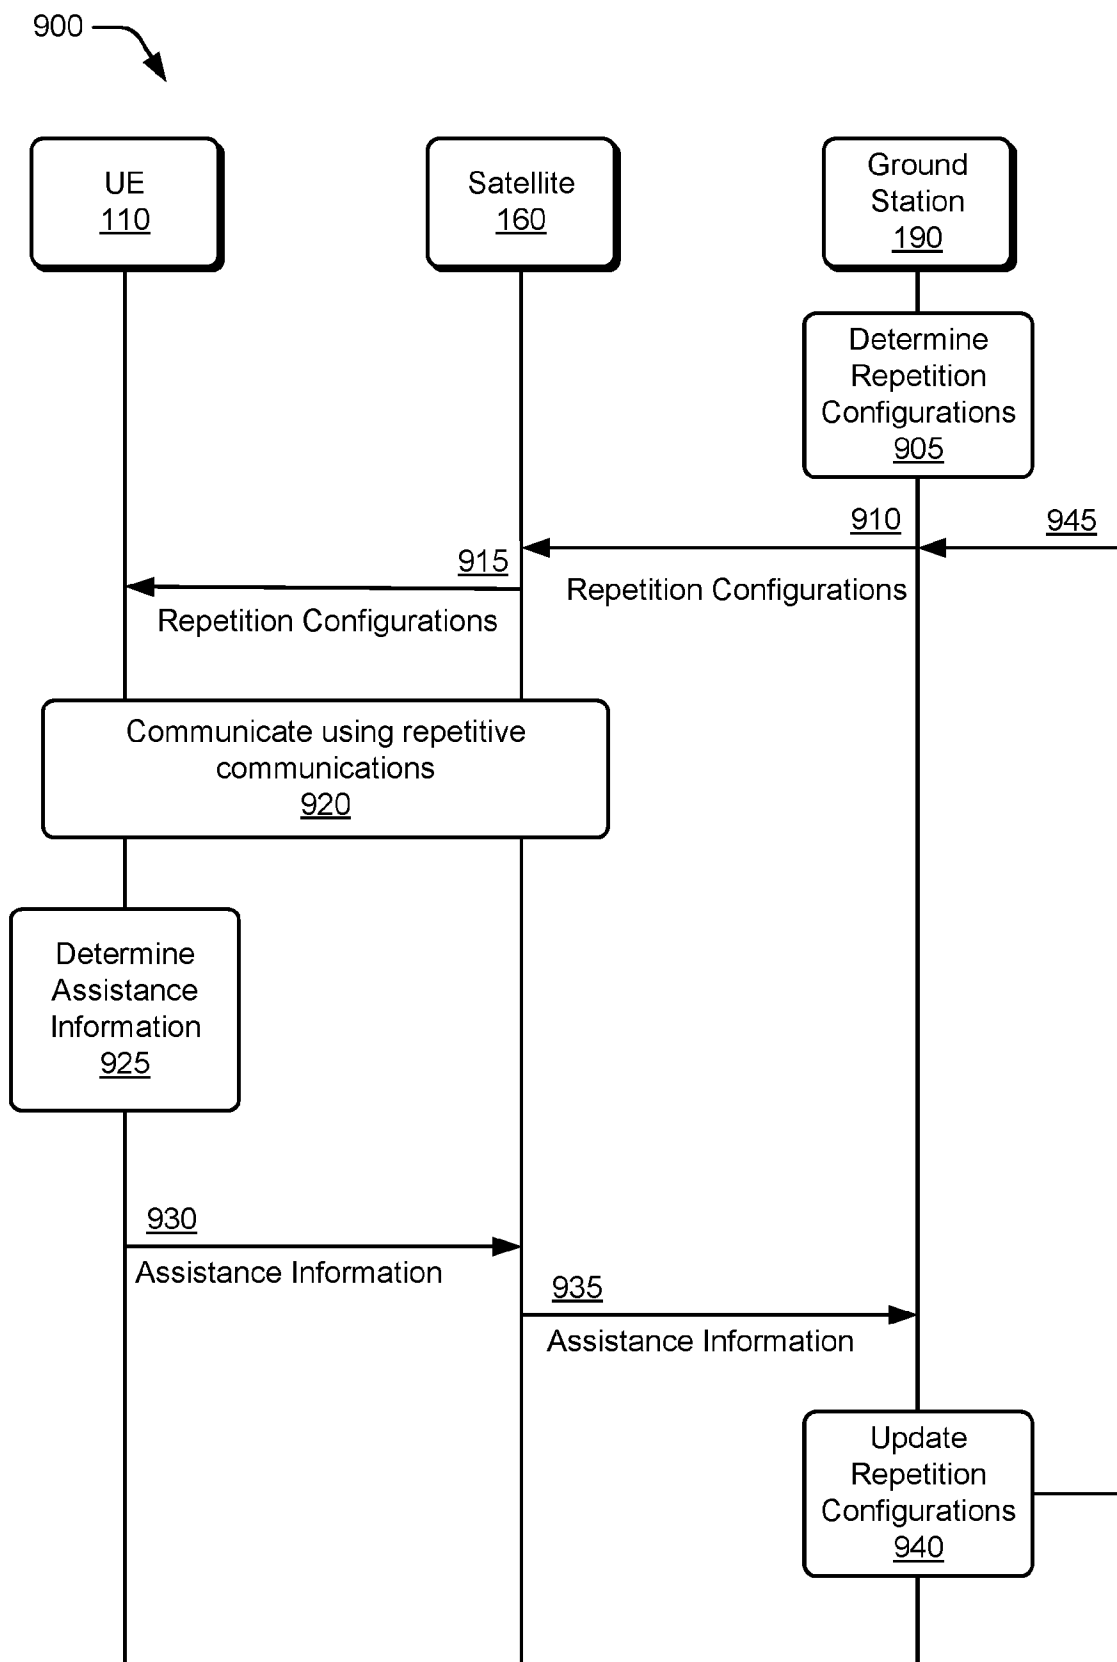 900
UE
110
Satellite
160
Ground
Station
190
Determine
Repetition
Configurations
905
910
945
915
Repetition Configurations
Repetition Configurations
Communicate using repetitive
communications
920
Determine
Assistance
Information
925
930
Assistance Information
935
Assistance Information
Update
Repetition
Configurations
940